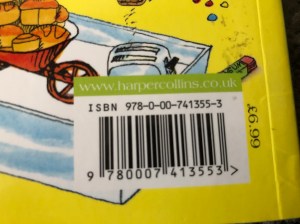 www.harpercollins.co.uk
ISBN 978-0-00-741355-3
9 780007 413553 >
£6.99